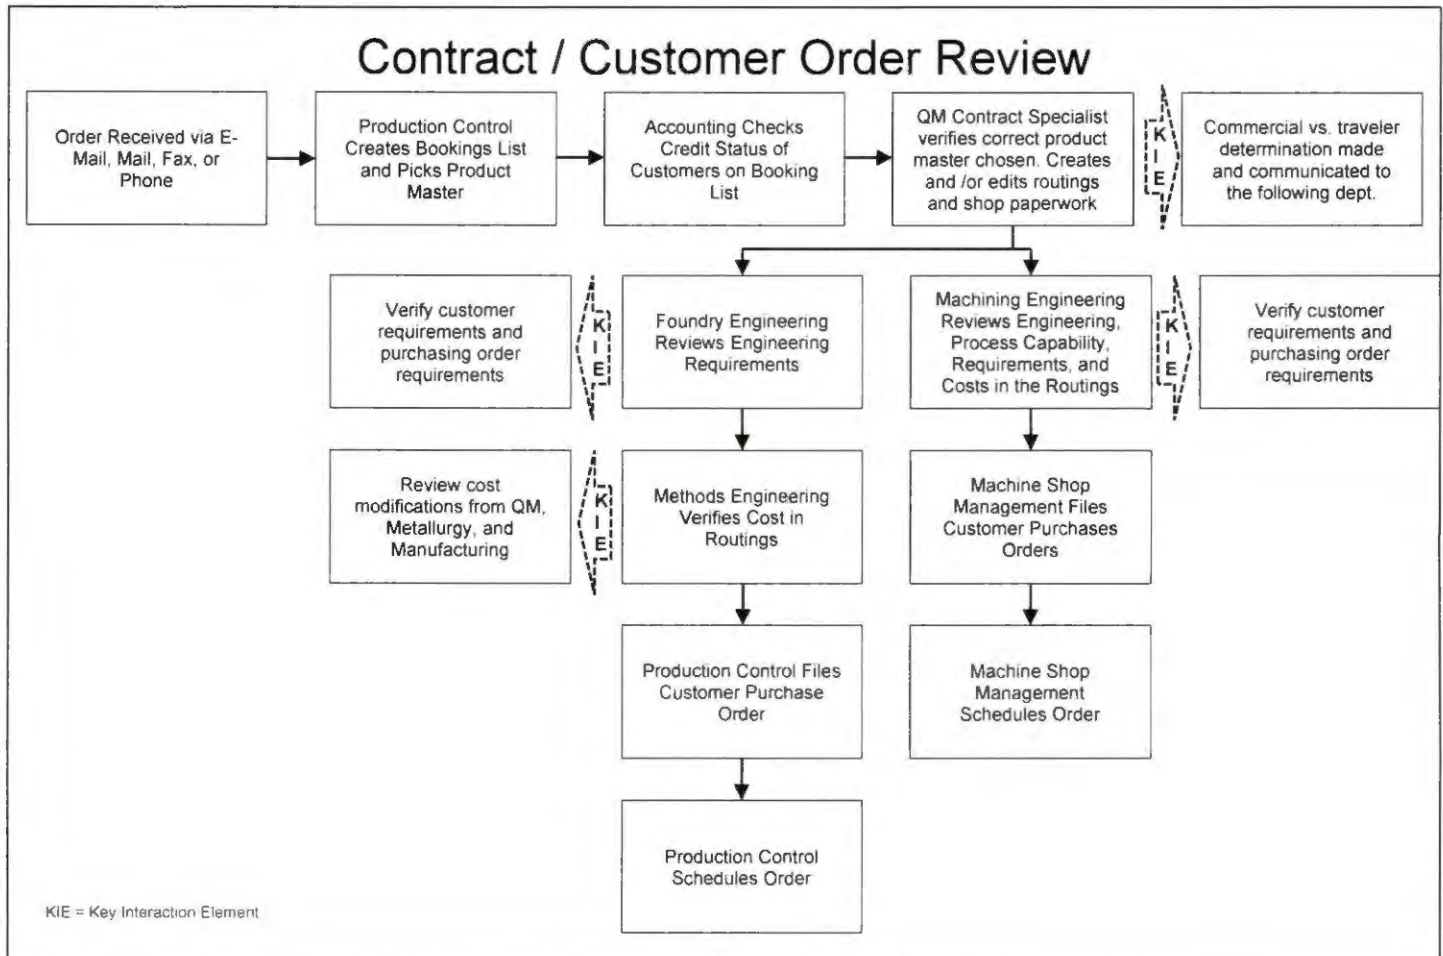 Contract / Customer Order Review
Order Received via E-
Mail, Mail, Fax, or
Phone
Production Control
Creates Bookings List
and Picks Product
Master
Accounting Checks
Credit Status of
Customers on Booking
List
QM Contract Specialist
verifies correct product
master chosen. Creates
and /or edits routings
and shop paperwork
K
I
E
Commercial vs. traveler
determination made
and communicated to
the following dept.
Verify customer
requirements and
purchasing order
requirements
K
I
E
Foundry Engineering
Reviews Engineering
Requirements
Machining Engineering
Reviews Engineering,
Process Capability,
Requirements, and
Costs in the Routings
K
I
E
Verify customer
requirements and
purchasing order
requirements
Review cost
modifications from QM,
Metallurgy, and
Manufacturing
K
I
E
Methods Engineering
Verifies Cost in
Routings
Machine Shop
Management Files
Customer Purchases
Orders
Production Control Files
Customer Purchase
Order
Machine Shop
Management
Schedules Order
Production Control
Schedules Order
KIE = Key Interaction Element